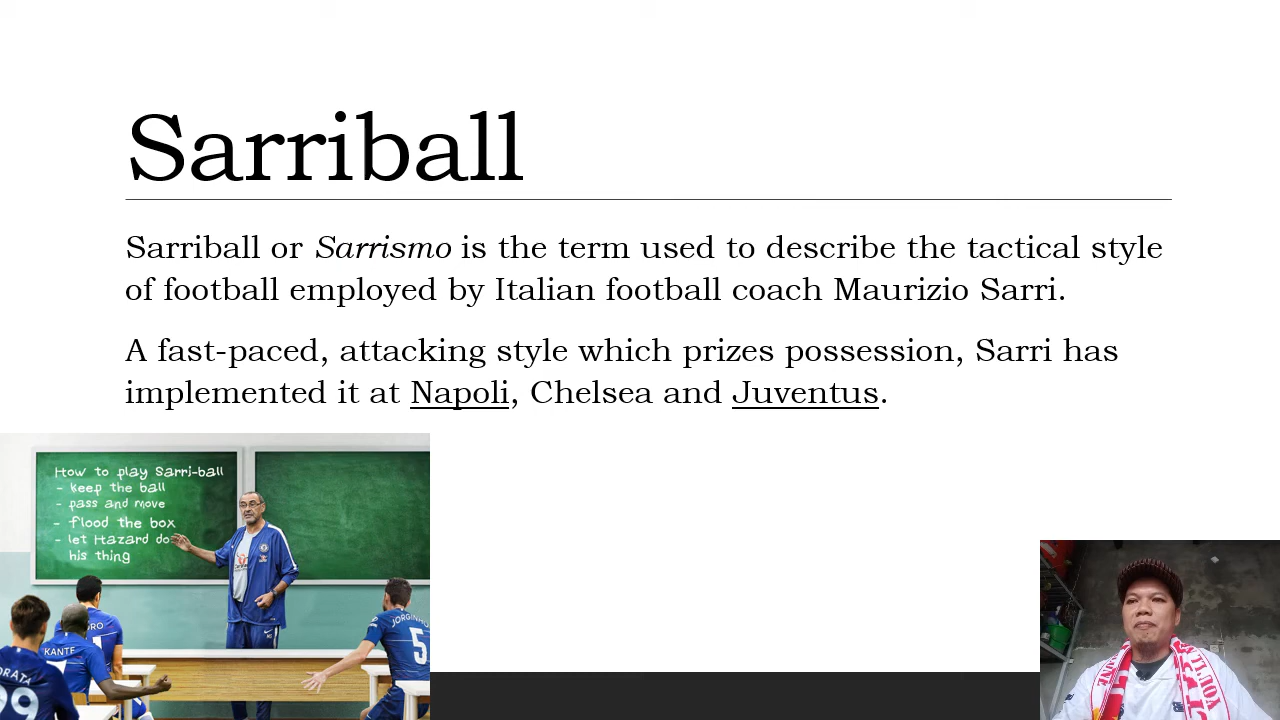 Sarriball
Sarriball or Sarrismo is the term used to describe the tactical style
of football employed by Italian football coach Maurizio Sarri.
A fast-paced, attacking style which prizes possession, Sarri has
implemented it at Napoli, Chelsea and Juventus.
How to play Sarri-ball
- keep the ball
- pass and move
- flood the box
- let Hazard do
his thing
KANTE
JORGINHO
5